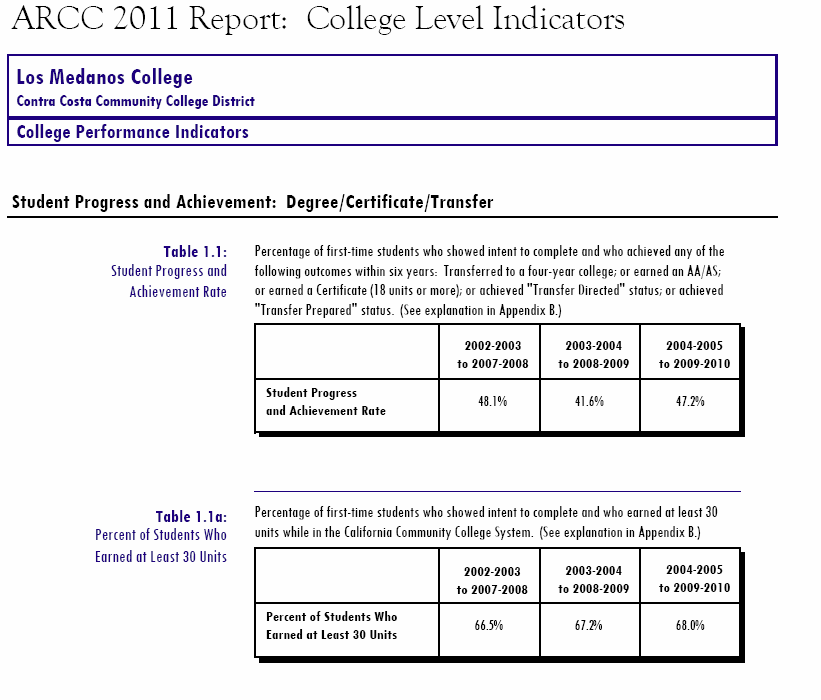 ARCC 2011 Report: College Level Indicators
Los Medanos College
Contra Costa Community College District
College Performance Indicators
Student Progress and Achievement: Degree/Certificate/Transfer
Table 1.1:
Student Progress and
Achievement Rate
Percentage of first-time students who showed intent to complete and who achieved any of the
following outcomes within six years: Transferred to a four-year college; or earned an AA/AS;
or earned a Certificate (18 units or more); or achieved "Transfer Directed" status; or achieved
"Transfer Prepared" status. (See explanation in Appendix B.)
2002-2003 2003-2004 2004-2005
to 2007-2008 to 2008-2009 to 2009-2010
Student Progress
and Achievement Rate
48.1% 41.6% 47.2%
Table 1.1a:
Percent of Students Who
Earned at Least 30 Units
Percentage of first-time students who showed intent to complete and who earned at least 30
units while in the California Community College System. (See explanation in Appendix B.)
2002-2003 2003-2004 2004-2005
to 2007-2008 to 2008-2009 to 2009-2010
Percent of Students Who
Earned at Least 30 Units
66.5% 67.2% 68.0%